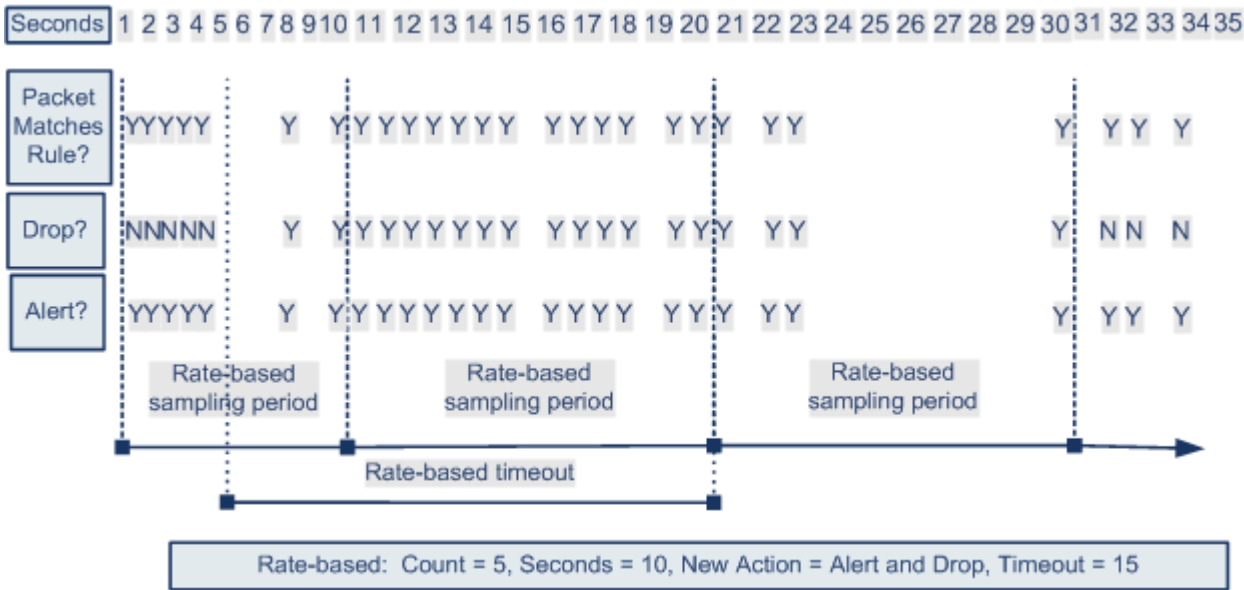 Seconds 1 2 3 4 5 6 7 8 9 10 11 12 13 14 15 16 17 18 19 20 21 22 23 24 25 26 27 28 29 30 31 32 33 34 35
Packet
Matches
Rule?
YYYYY Y Y Y Y Y Y Y Y Y Y Y Y Y Y Y Y Y Y Y Y Y Y
Drop?
NNNNN Y Y Y Y Y Y Y Y Y Y Y Y Y Y Y Y Y Y Y N N N
Alert?
YYYYY Y Y Y Y Y Y Y Y Y Y Y Y Y Y Y Y Y Y Y Y Y Y
Rate-based
sampling period
Rate-based
sampling period
Rate-based
sampling period
Rate-based timeout
Rate-based: Count = 5, Seconds = 10, New Action = Alert and Drop, Timeout = 15